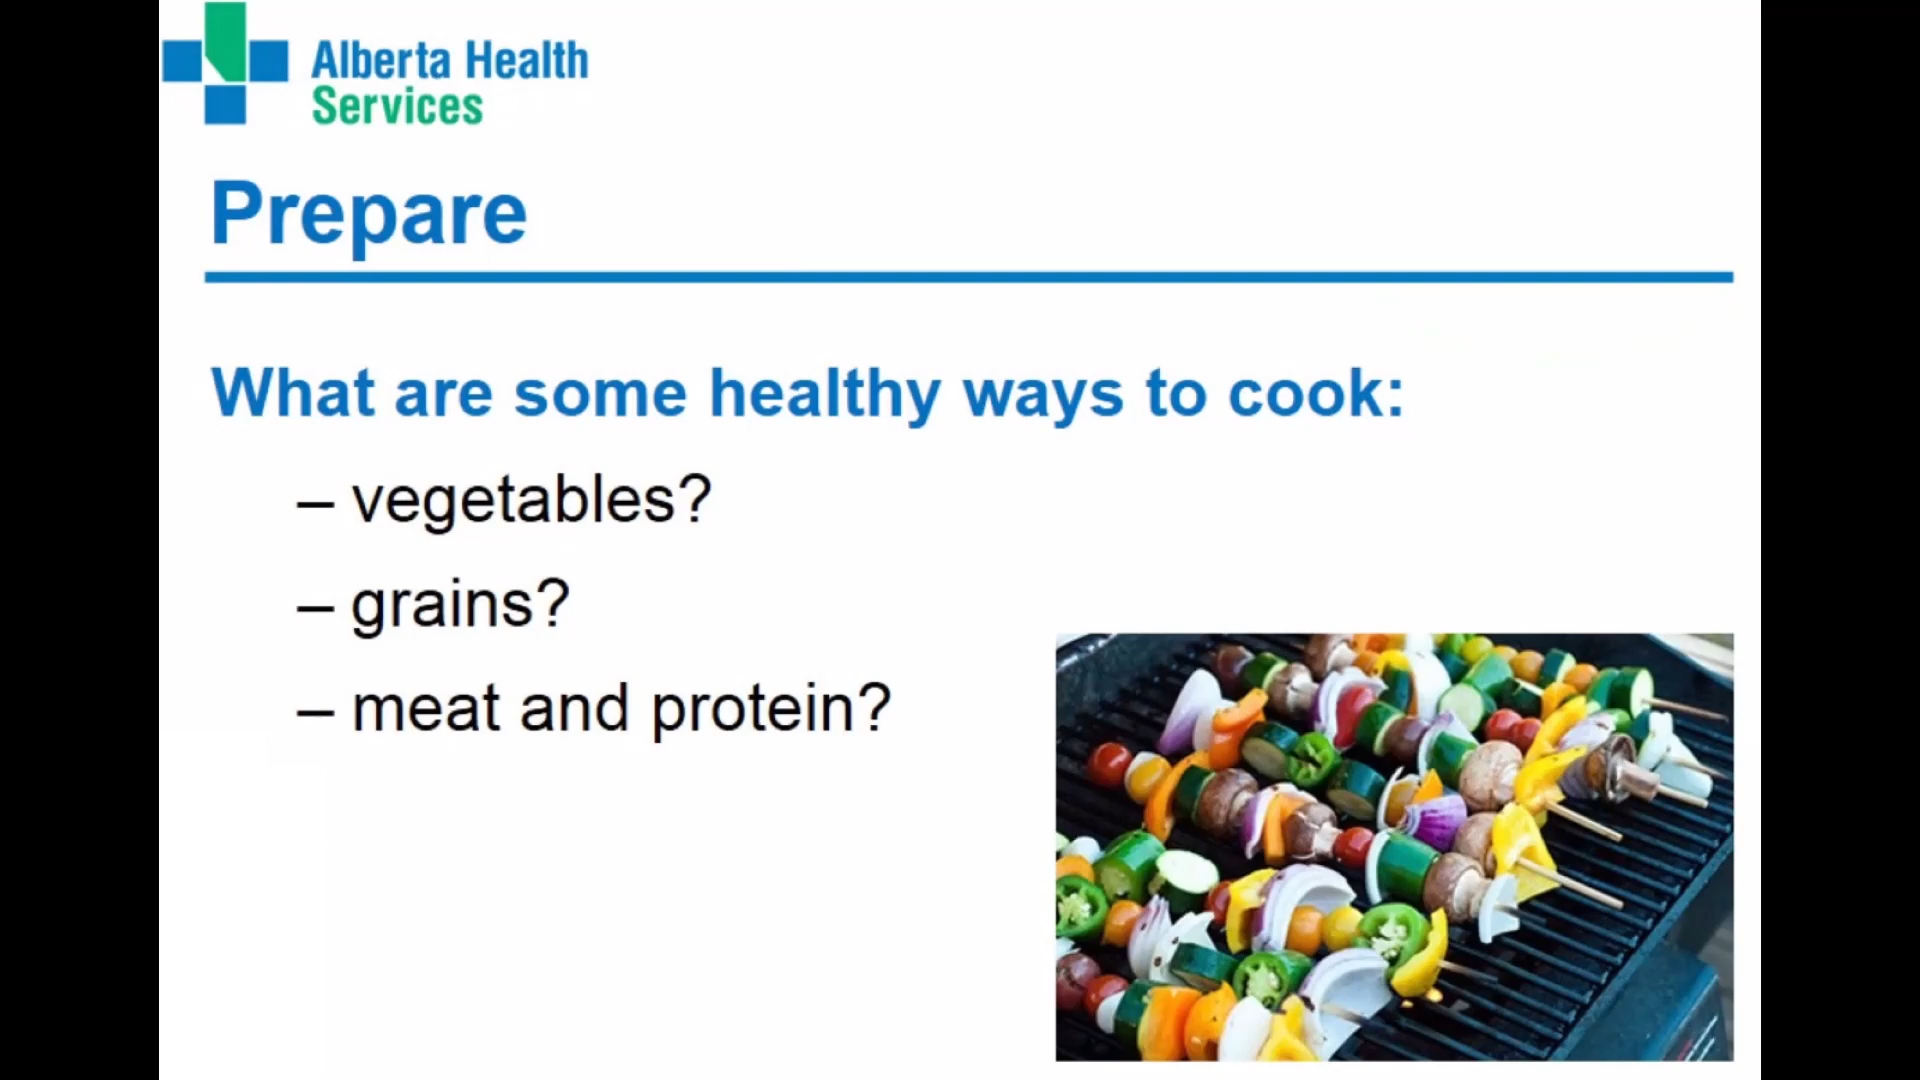 Alberta Health
Services
Prepare
What are some healthy ways to cook:
– vegetables?
– grains?
– meat and protein?